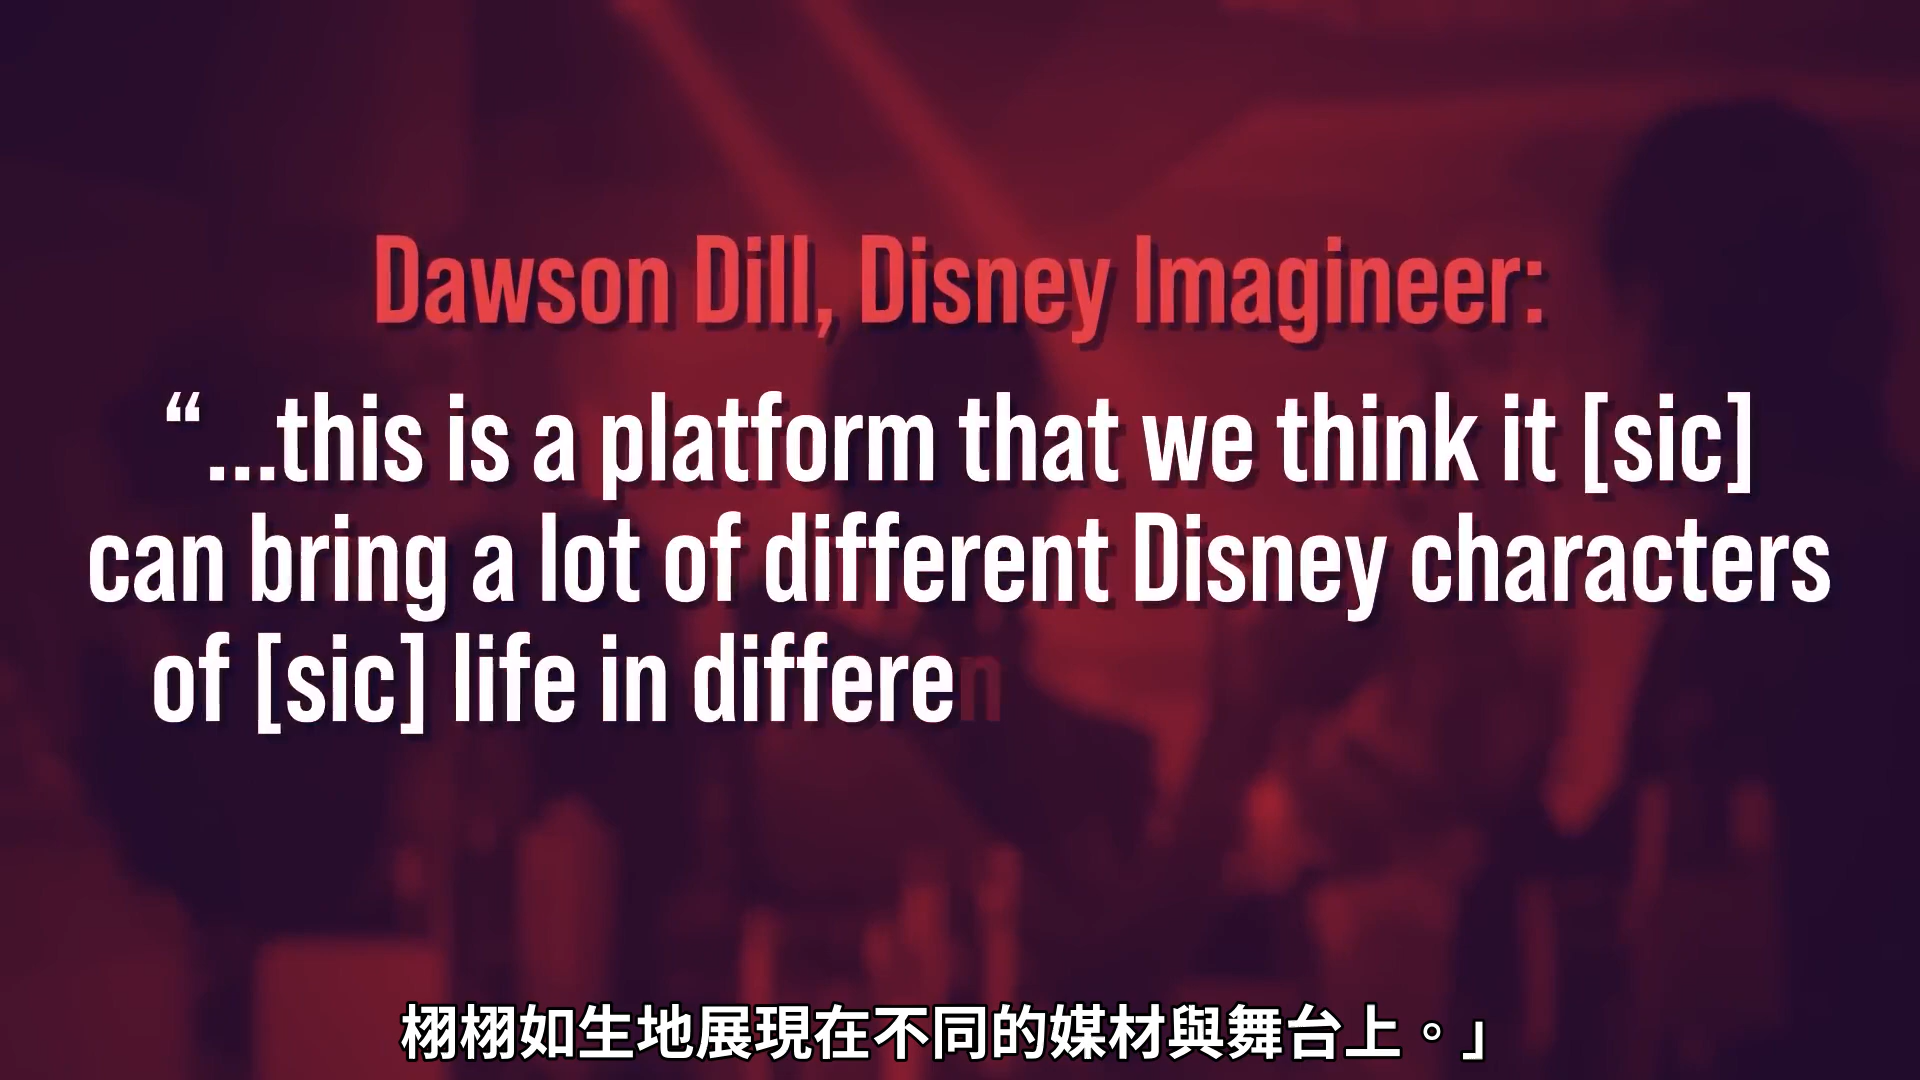 Dawson Dill, Disney Imagineer:
“...this is a platform that we think it [sic]
can bring a lot of different Disney characters
of [sic] life in differen
栩栩如生地展現在不同的媒材與舞台上。」